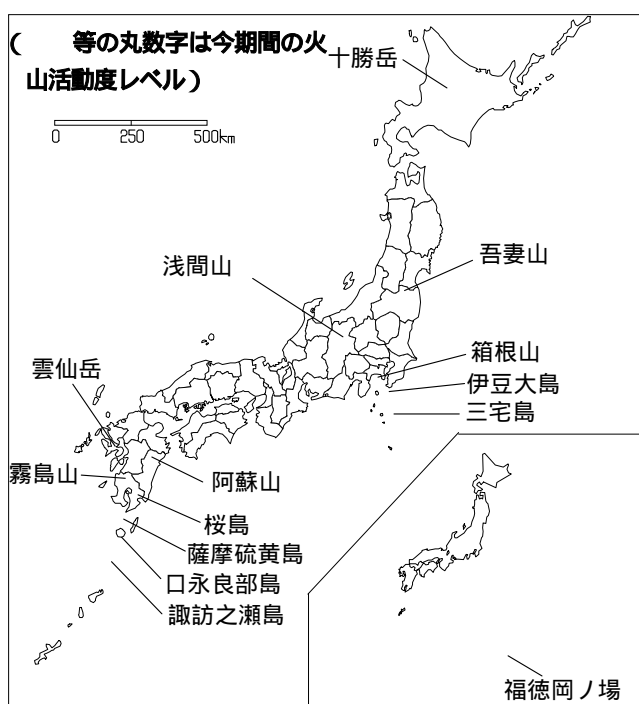 (　　等の丸数字は今期間の火
山活動度レベル)
0 250 500km
十勝岳
吾妻山
浅間山
箱根山
伊豆大島
三宅島
雲仙岳
霧島山
阿蘇山
桜島
薩摩硫黄島
口永良部島
諏訪之瀬島
福徳岡ノ場